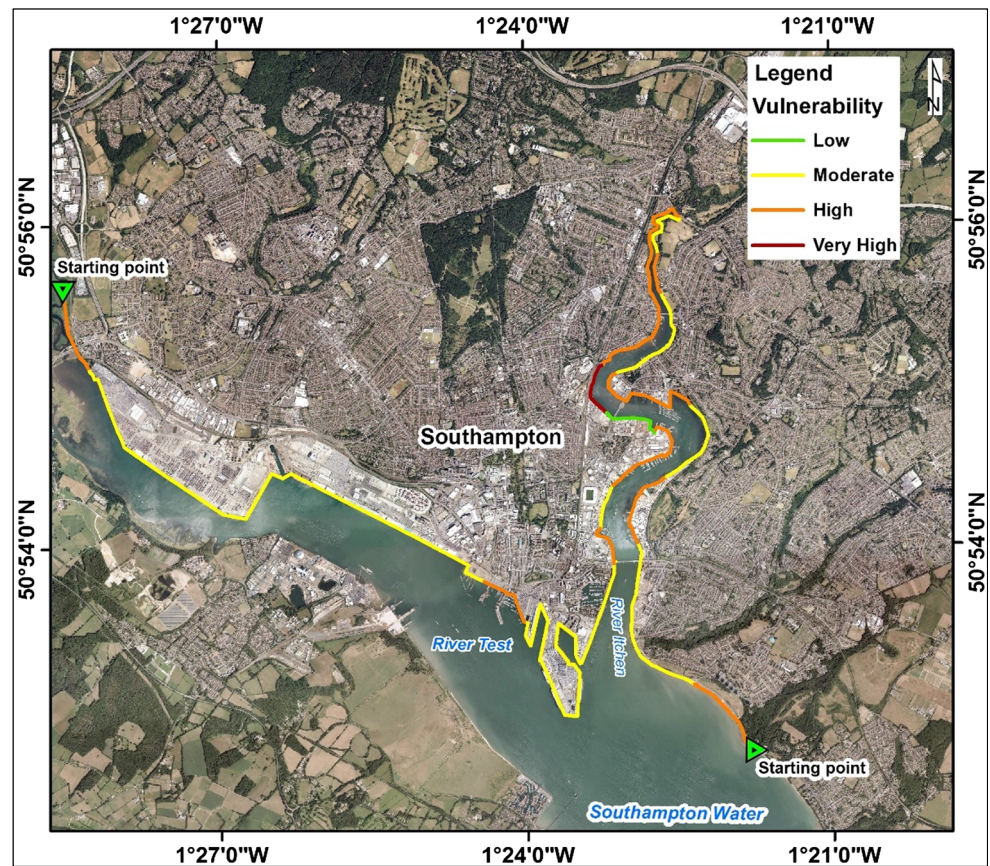 1°27'0"W
1°24'0"W
1°21'0"W
Legend
Vulnerability
Low
Moderate
High
Very High
N
50°56'0"N
50°56'0"N
Starting point
Southampton
50°54'0"N
50°54'0"N
River Test
River Itchen
Starting point
Southampton Water
1°27'0"W
1°24'0"W
1°21'0"W